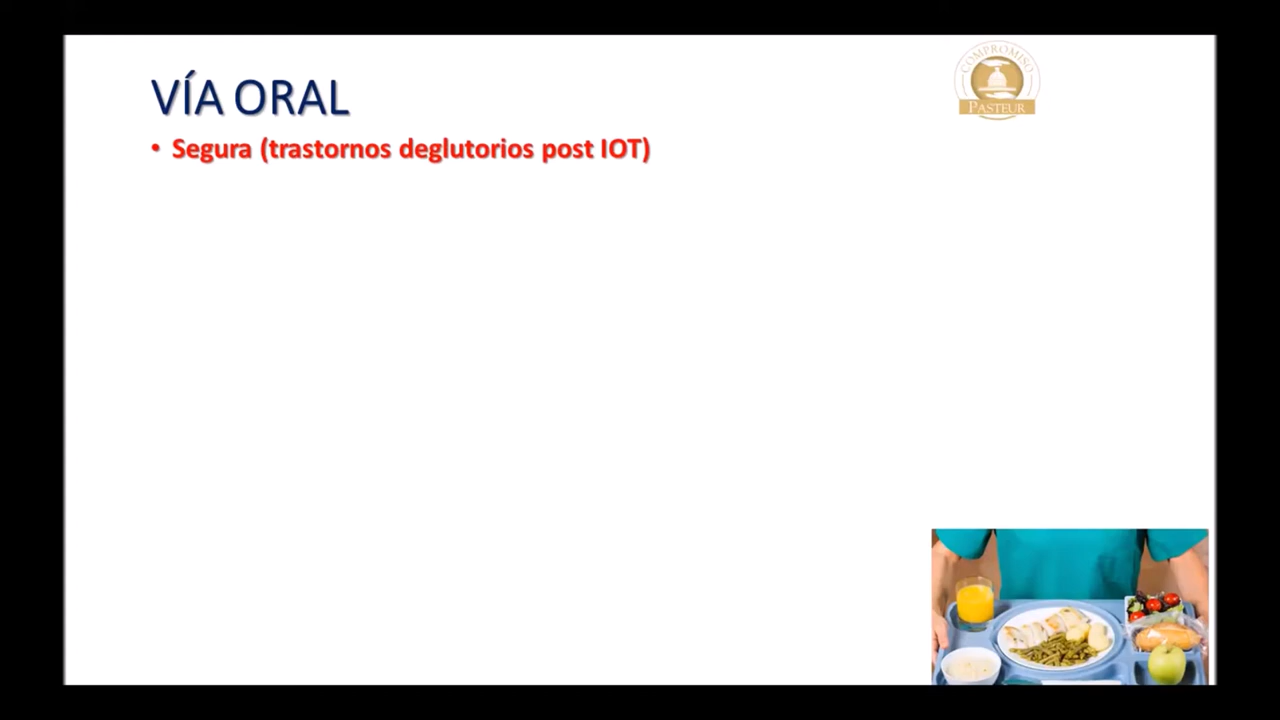 COMPROMISO
PASTEUR
VÍA ORAL
• Segura (trastornos deglutorios post IOT)